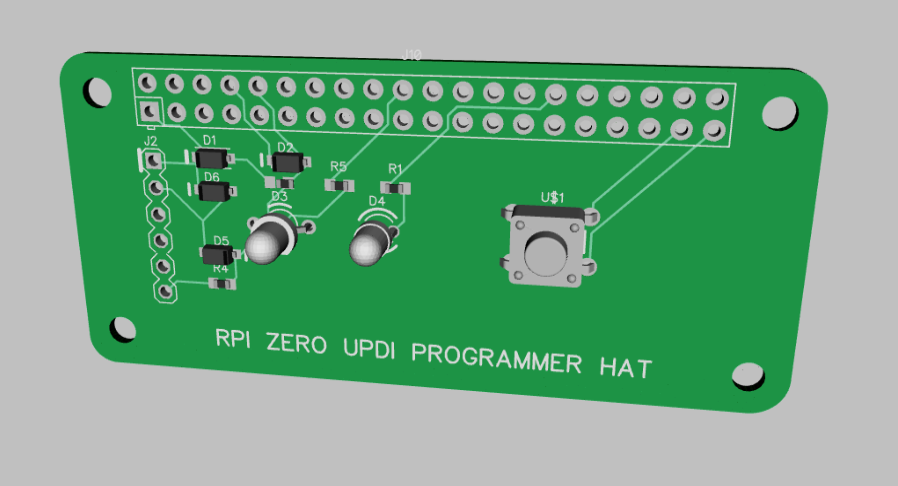 J10
J2
D1
D2
D6
R5
R1
D3
D4
U$1
D5
R4
RPI ZERO UPDI PROGRAMMER HAT